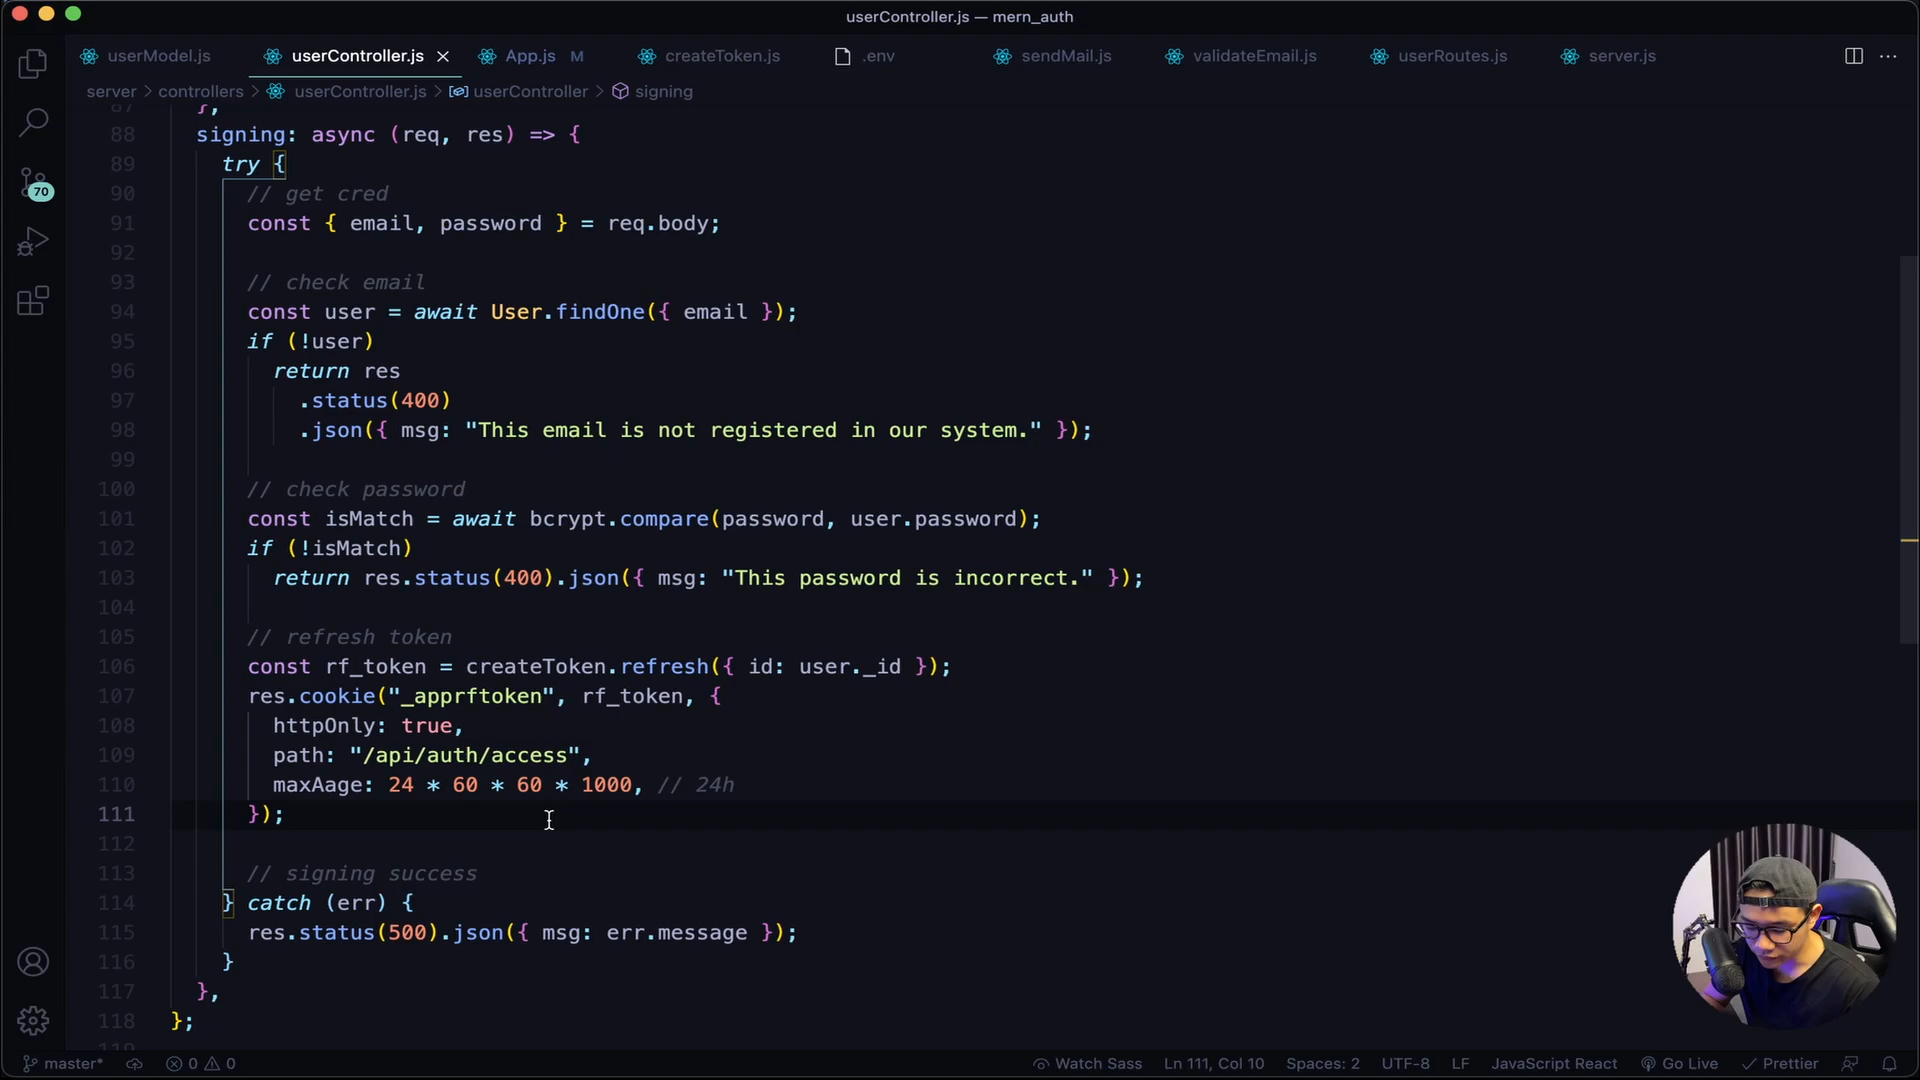 userController.js — mern_auth
userModel.js
userController.js
App.js M
createToken.js
.env
sendMail.js
validateEmail.js
userRoutes.js
server.js
server > controllers > userController.js > userController > signing
70
87 },
88 signing: async (req, res) => {
89 try {
90 // get cred
91 const { email, password } = req.body;
92
93 // check email
94 const user = await User.findOne({ email });
95 if (!user)
96 return res
97 .status(400)
98 .json({ msg: "This email is not registered in our system." });
99
100 // check password
101 const isMatch = await bcrypt.compare(password, user.password);
102 if (!isMatch)
103 return res.status(400).json({ msg: "This password is incorrect." });
104
105 // refresh token
106 const rf_token = createToken.refresh({ id: user._id });
107 res.cookie("_apprftoken", rf_token, {
108 httpOnly: true,
109 path: "/api/auth/access",
110 maxAage: 24 * 60 * 60 * 1000, // 24h
111 });
112
113 // signing success
114 } catch (err) {
115 res.status(500).json({ msg: err.message });
116 }
117 },
118 };
119
master* 0 0 Watch Sass Ln 111, Col 10 Spaces: 2 UTF-8 LF JavaScript React Go Live Prettier